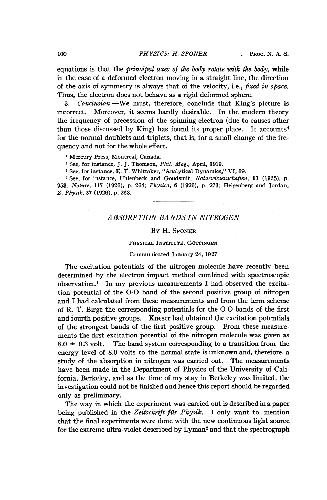 100 PHYSICS: H. SPONER PROC. N. A. S.
equations is that the principal axes of the body rotate with the body, while
in the case of a deformed electron moving in a straight line, the direction
of the axis of symmetry is always that of the velocity, i.e., fixed in space.
Thus, the electron does not behave as a rigid deformed sphere.
3. Conclusion.—We must, therefore, conclude that King's picture is
incorrect. Moreover, it seems hardly desirable. In the modern theory
the frequency of precession of the spinning electron (due to causes other
than those discussed by King) has found its proper place. It accounts
for the normal doublets and triplets, that is, for a small change of the fre-
quency and not for the whole effect.
Mercury Press, Montreal, Canada.
See, for instance, J. J. Thomson, Phil. Mag., April, 1919.
See, for instance, E. T. Whittaker, "Analytical Dynamics," VI, 69.
See, for instance, Uhlenbeck and Goudsmit, Naturwissenschaften, 13 (1925), p.
953, Nature, 117 (1926), p. 264; Physica, 6 (1926), p. 273; Heisenberg and Jordan,
Z. Physik, 37 (1926), p. 263.
ABSORPTION BANDS IN NITROGEN
BY H. SPONER
PHYSICAL INSTITUTE, GÖTTINGEN
Communicated January 24, 1927
The excitation potentials of the nitrogen molecule have recently been
determined by the electron impact method combined with spectroscopic
observation.¹ In my previous measurements I had observed the excita-
tion potential of the O-O band of the second positive group of nitrogen
and I had calculated from these measurements and from the term scheme
of R. T. Birge the corresponding potentials for the O-O bands of the first
and fourth positive groups. Kneser had obtained the excitation potentials
of the strongest bands of the first positive group. From these measure-
ments the first excitation potential of the nitrogen molecule was given as
8.0 ± 0.3 volt. The band system corresponding to a transition from the
energy level of 8.0 volts to the normal state is unknown and, therefore, a
study of the absorption in nitrogen was carried out. The measurements
have been made in the Department of Physics of the University of Cali-
fornia, Berkeley, and as the time of my stay in Berkeley was limited, the
investigation could not be finished and hence this report should be regarded
only as preliminary.
The way in which the experiment was carried out is described in a paper
being published in the Zeitschrift für Physik. I only want to mention
that the final experiments were done with the new continuous light source
for the extreme ultra-violet described by Lyman² and that the spectrograph